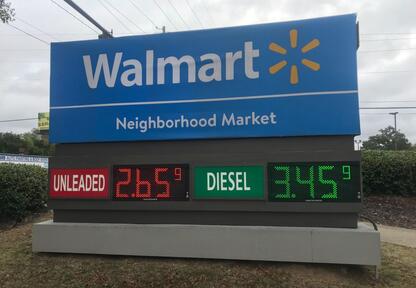 Walmart
Neighborhood Market
UNLEADED 2.65 9 DIESEL 3.45 9